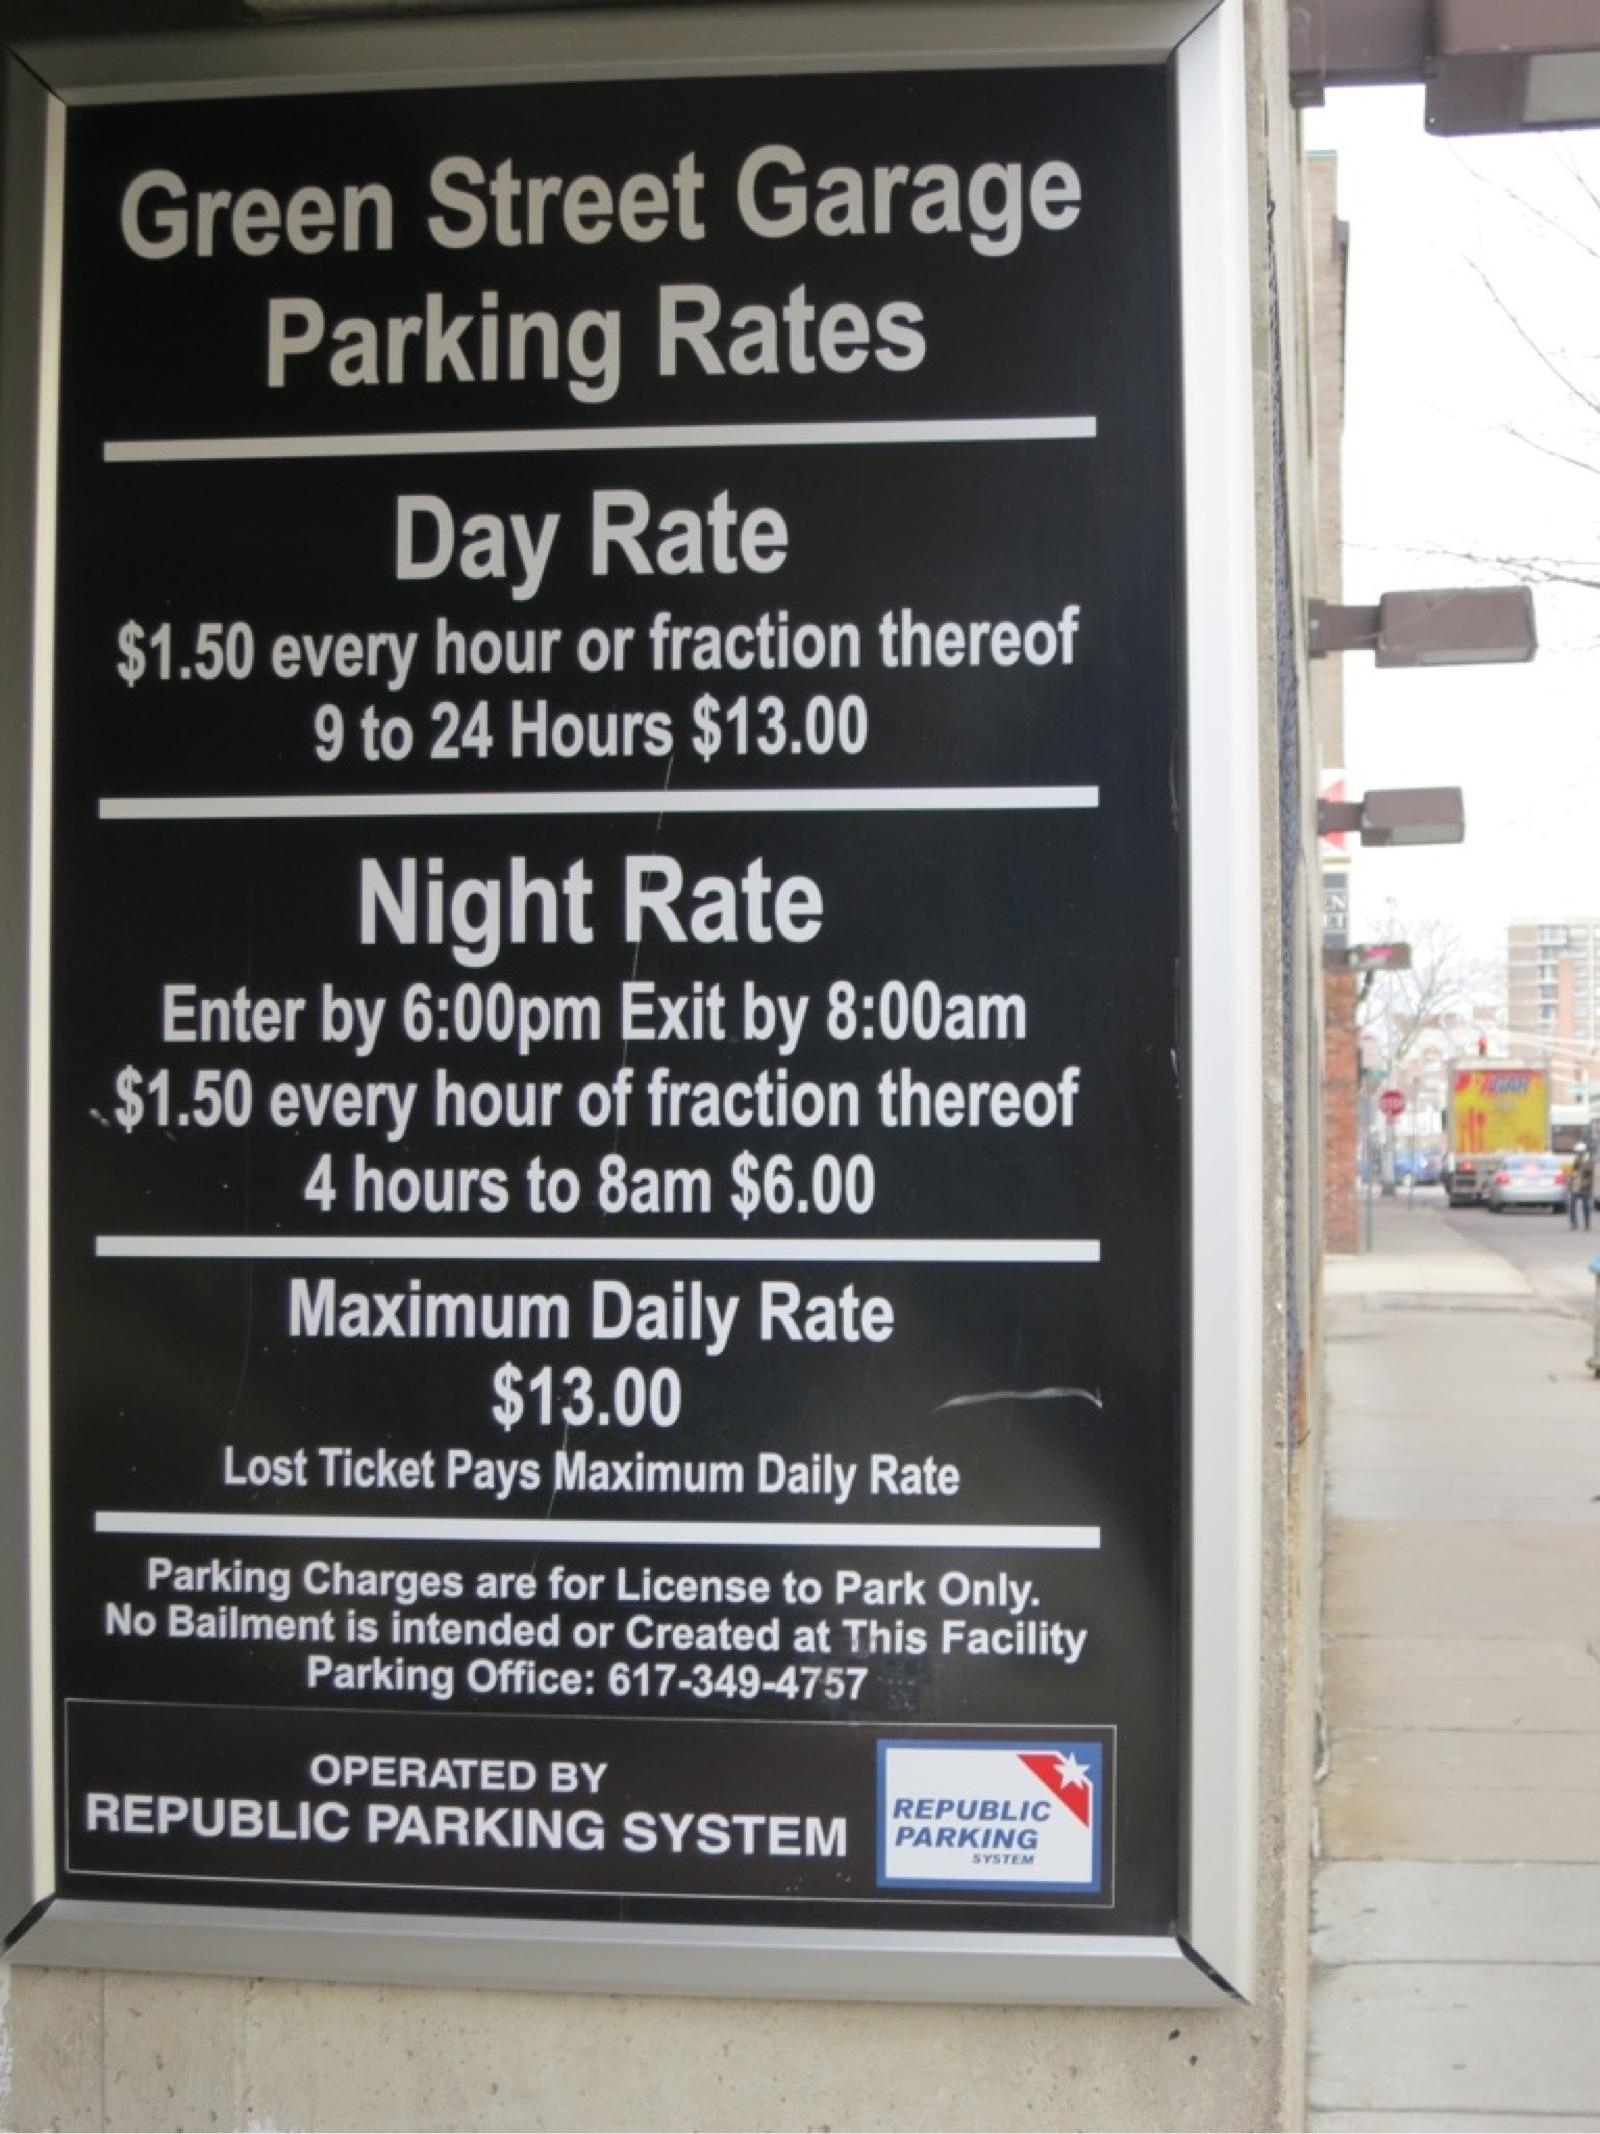 Green Street Garage
Parking Rates
Day Rate
$1.50 every hour or fraction thereof
9 to 24 Hours $13.00
Night Rate
Enter by 6:00pm Exit by 8:00am
$1.50 every hour of fraction thereof
4 hours to 8am $6.00
Maximum Daily Rate
$13.00
Lost Ticket Pays Maximum Daily Rate
Parking Charges are for License to Park Only.
No Bailment is intended or Created at This Facility
Parking Office: 617-349-4757
OPERATED BY
REPUBLIC PARKING SYSTEM
REPUBLIC
PARKING
SYSTEM
STOP